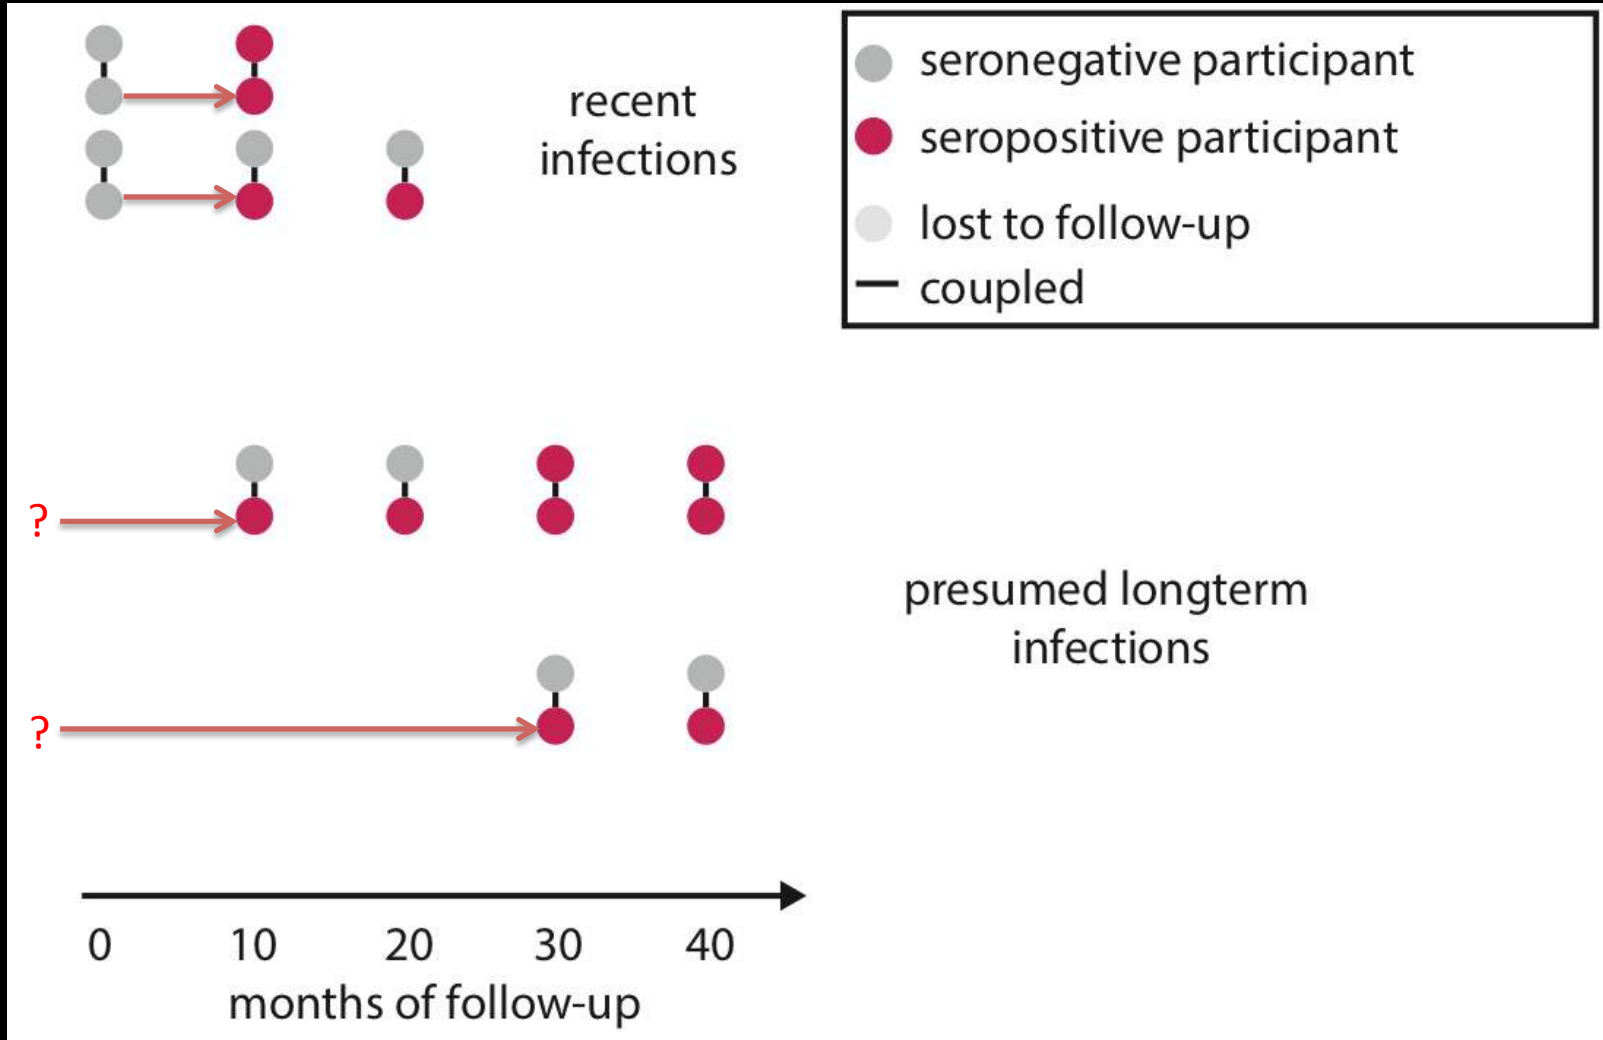 recent
infections
seronegative participant
seropositive participant
lost to follow-up
coupled
?
presumed longterm
infections
?
0 10 20 30 40
months of follow-up